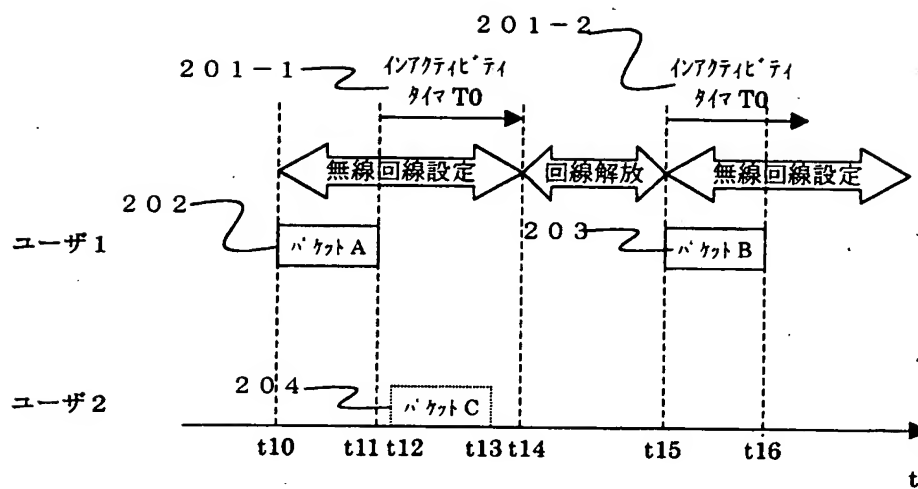 ２０１－２
２０１－１
インアクティビティ
タイマ T0
インアクティビティ
タイマ T0
無線回線設定
回線解放
無線回線設定
２０２
２０３
ユーザ１
パケット A
パケット B
２０４
ユーザ２
パケット C
t10 t11 t12 t13 t14 t15 t16
t